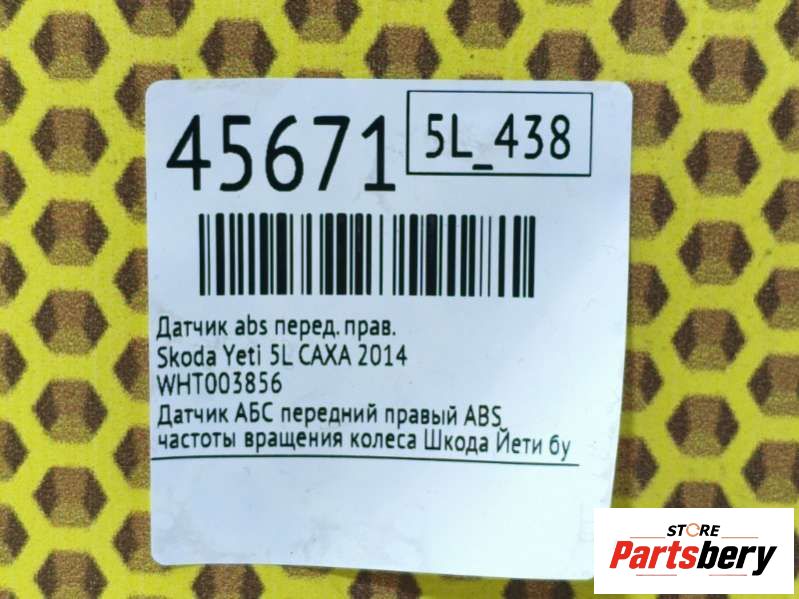 45671
5L_438
Датчик abs перед. прав.
Skoda Yeti 5L CAXA 2014
WHT003856
Датчик АБС передний правый ABS
частоты вращения колеса Шкода Йети бу
STORE
Partsbery